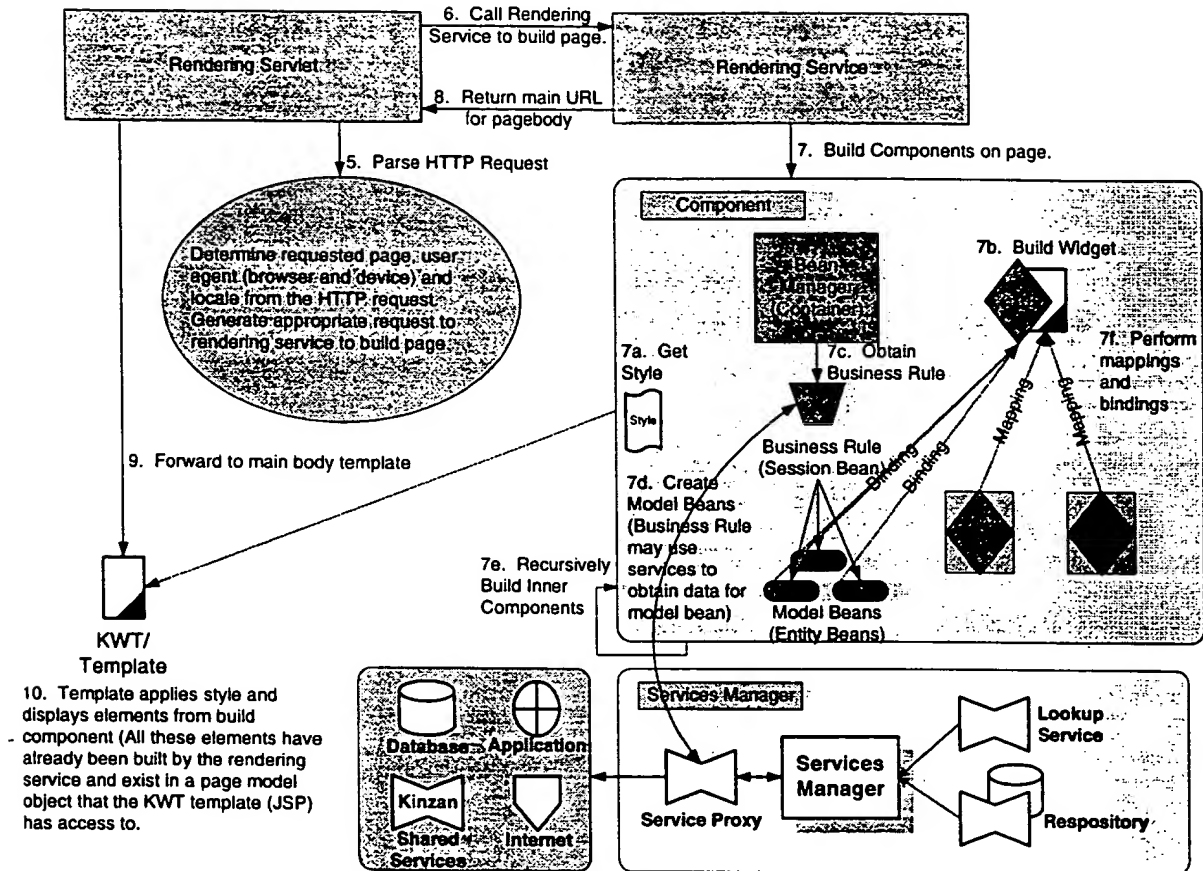 6. Call Rendering
Service to build page.
Rendering Servlet
Rendering Service
8. Return main URL
for pagebody
5. Parse HTTP Request
7. Build Components on page.
Determine requested page, user
agent (browser and device) and
locale from the HTTP request.
Generate appropriate request to
rendering service to build page.
Component
Bean
Manager
(Container)
7b. Build Widget
7a. Get
Style
Style
7c. Obtain
Business Rule
7f. Perform
mappings
and
bindings
Mapping
Mapping
Business Rule
(Session Bean)
Binding
Binding
9. Forward to main body template
7d. Create
Model Beans
(Business Rule
may use
services to
obtain data for
model bean)
7e. Recursively
Build Inner
Components
Model Beans
(Entity Beans)
KWT/
Template
10. Template applies style and
displays elements from build
component (All these elements have
already been built by the rendering
service and exist in a page model
object that the KWT template (JSP)
has access to.
Database
Application
Kinzan
Shared
Services
Internet
Services Manager
Service Proxy
Services
Manager
Lookup
Service
Respository